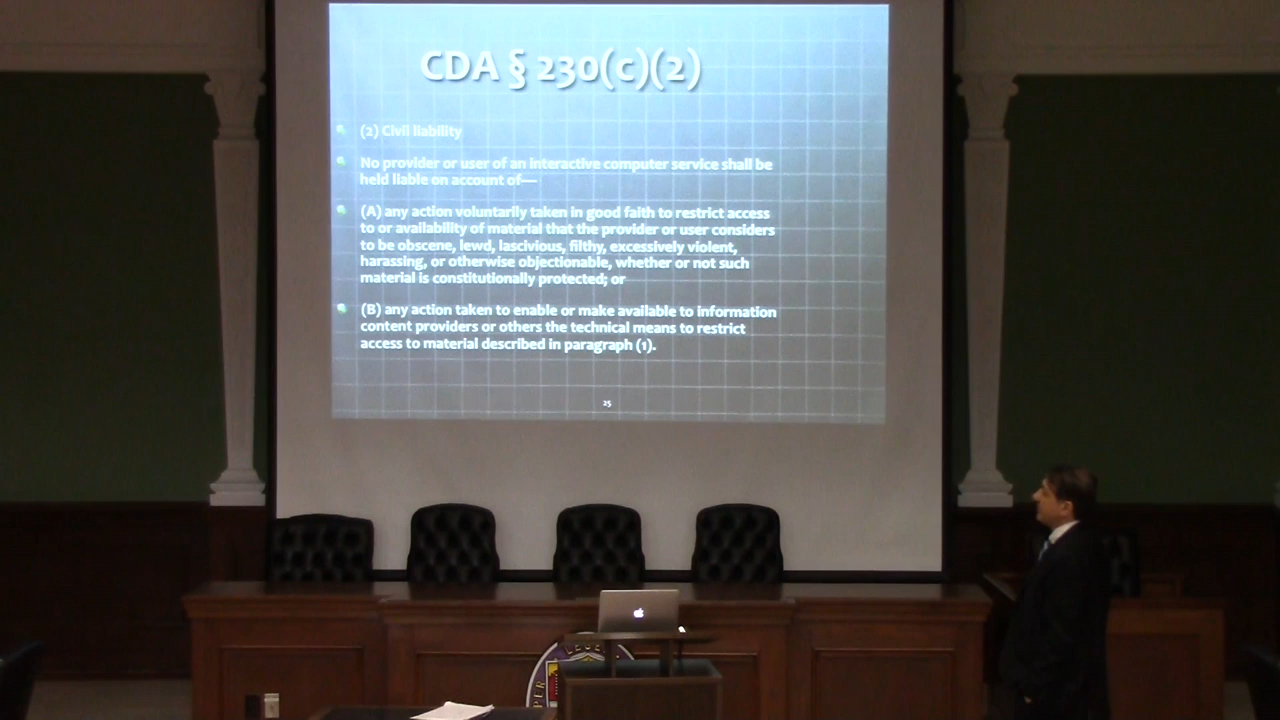 CDA § 230(c)(2)
(2) Civil liability
No provider or user of an interactive computer service shall be
held liable on account of—
(A) any action voluntarily taken in good faith to restrict access
to or availability of material that the provider or user considers
to be obscene, lewd, lascivious, filthy, excessively violent,
harassing, or otherwise objectionable, whether or not such
material is constitutionally protected; or
(B) any action taken to enable or make available to information
content providers or others the technical means to restrict
access to material described in paragraph (1).
25